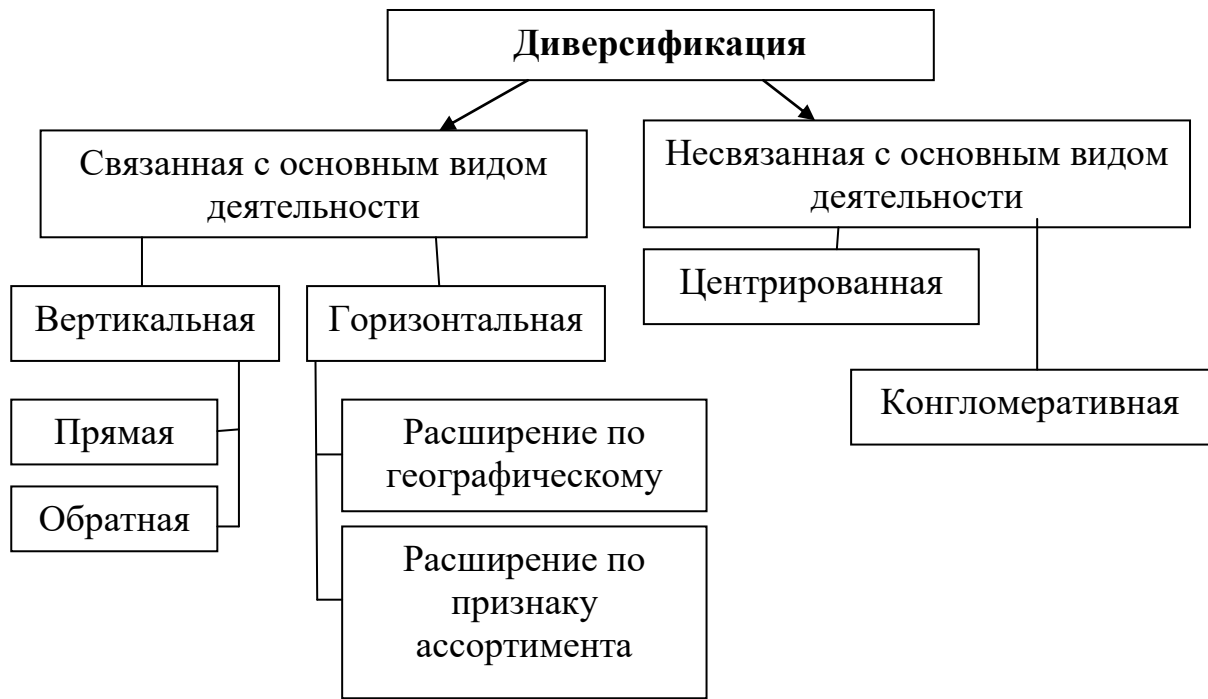 Диверсификация
Связанная с основным видом
деятельности
Несвязанная с основным видом
деятельности
Центрированная
Вертикальная
Горизонтальная
Конгломеративная
Прямая
Обратная
Расширение по
географическому
Расширение по
признаку
ассортимента